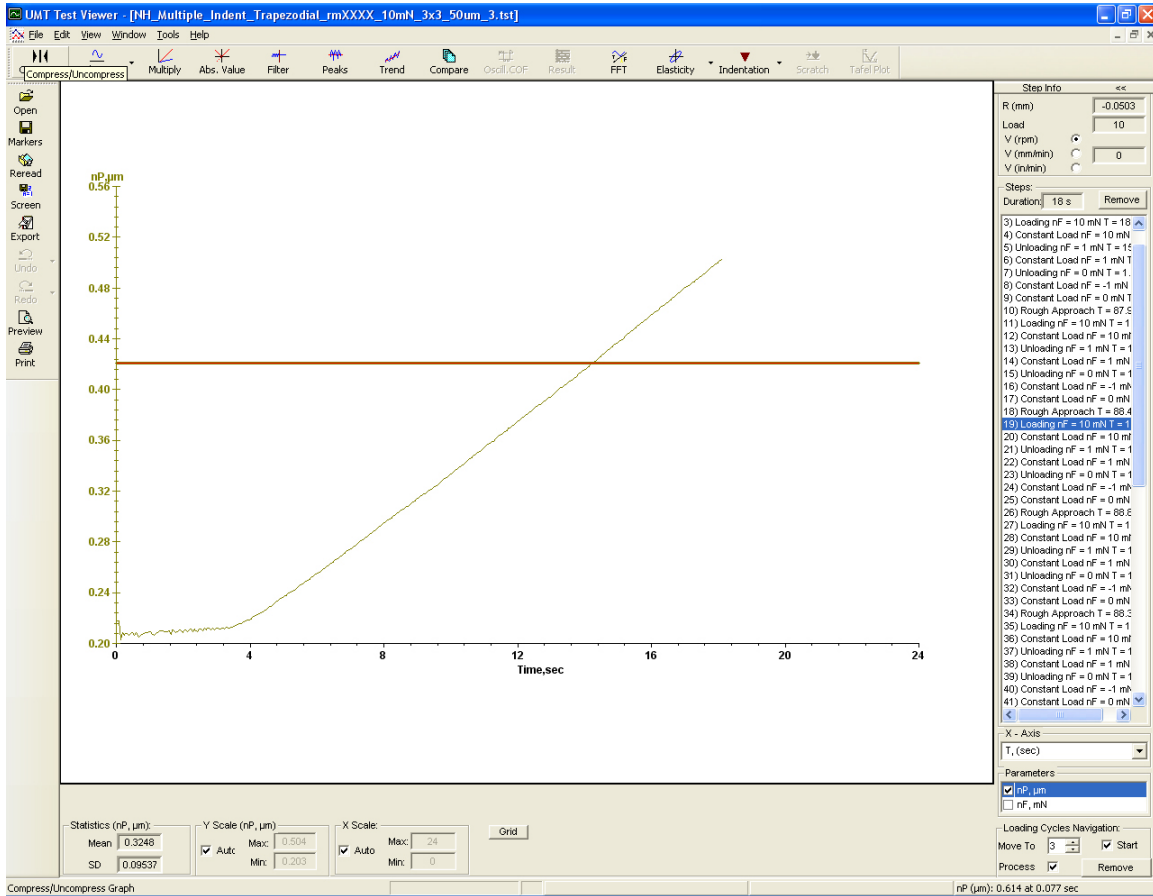 UMT Test Viewer - [NH_Multiple_Indent_Trapezodial_rmXXXX_10mN_3x3_50um_3.tst]
File Edit View Window Tools Help
Multiply Abs. Value Filter Peaks Trend Compare Oscill.COF Result FFT Elasticity Indentation Scratch Tafel Plot
Compress/Uncompress
Open
Markers
Reread
Screen
Export
Undo
Redo
Preview
Print
nP,µm
0.56
0.52
0.48
0.44
0.40
0.36
0.32
0.28
0.24
0.20
0 4 8 12 16 20 24
Time,sec
Step Info <<
R (mm) -0.0503
Load 10
V (rpm)
V (mm/min) 0
V (in/min)
Steps:
Duration: 18 s Remove
3) Loading nF = 10 mN T = 18
4) Constant Load nF = 10 mN
5) Unloading nF = 1 mN T = 15
6) Constant Load nF = 1 mN T
7) Unloading nF = 0 mN T = 1.
8) Constant Load nF = -1 mN
9) Constant Load nF = 0 mN T
10) Rough Approach T = 87.9
11) Loading nF = 10 mN T = 1
12) Constant Load nF = 10 m
13) Unloading nF = 1 mN T = 1
14) Constant Load nF = 1 mN
15) Unloading nF = 0 mN T = 1
16) Constant Load nF = -1 mN
17) Constant Load nF = 0 mN
18) Rough Approach T = 88.4
19) Loading nF = 10 mN T = 1
20) Constant Load nF = 10 m
21) Unloading nF = 1 mN T = 1
22) Constant Load nF = 1 mN
23) Unloading nF = 0 mN T = 1
24) Constant Load nF = -1 mN
25) Constant Load nF = 0 mN
26) Rough Approach T = 88.8
27) Loading nF = 10 mN T = 1
28) Constant Load nF = 10 m
29) Unloading nF = 1 mN T = 1
30) Constant Load nF = 1 mN
31) Unloading nF = 0 mN T = 1
32) Constant Load nF = -1 mN
33) Constant Load nF = 0 mN
34) Rough Approach T = 88.3
35) Loading nF = 10 mN T = 1
36) Constant Load nF = 10 m
37) Unloading nF = 1 mN T = 1
38) Constant Load nF = 1 mN
39) Unloading nF = 0 mN T = 1
40) Constant Load nF = -1 mN
41) Constant Load nF = 0 mN
X - Axis
T, (sec)
Parameters
nP, µm
nF, mN
Loading Cycles Navigation:
Move To 3 Start
Process Remove
Statistics (nP, µm):
Mean 0.3248
SD 0.09537
Y Scale (nP, µm)
Autc Max: 0.504
Min: 0.203
X Scale:
Auto Max: 24
Min: 0
Grid
Compress/Uncompress Graph
nP (µm): 0.614 at 0.077 sec